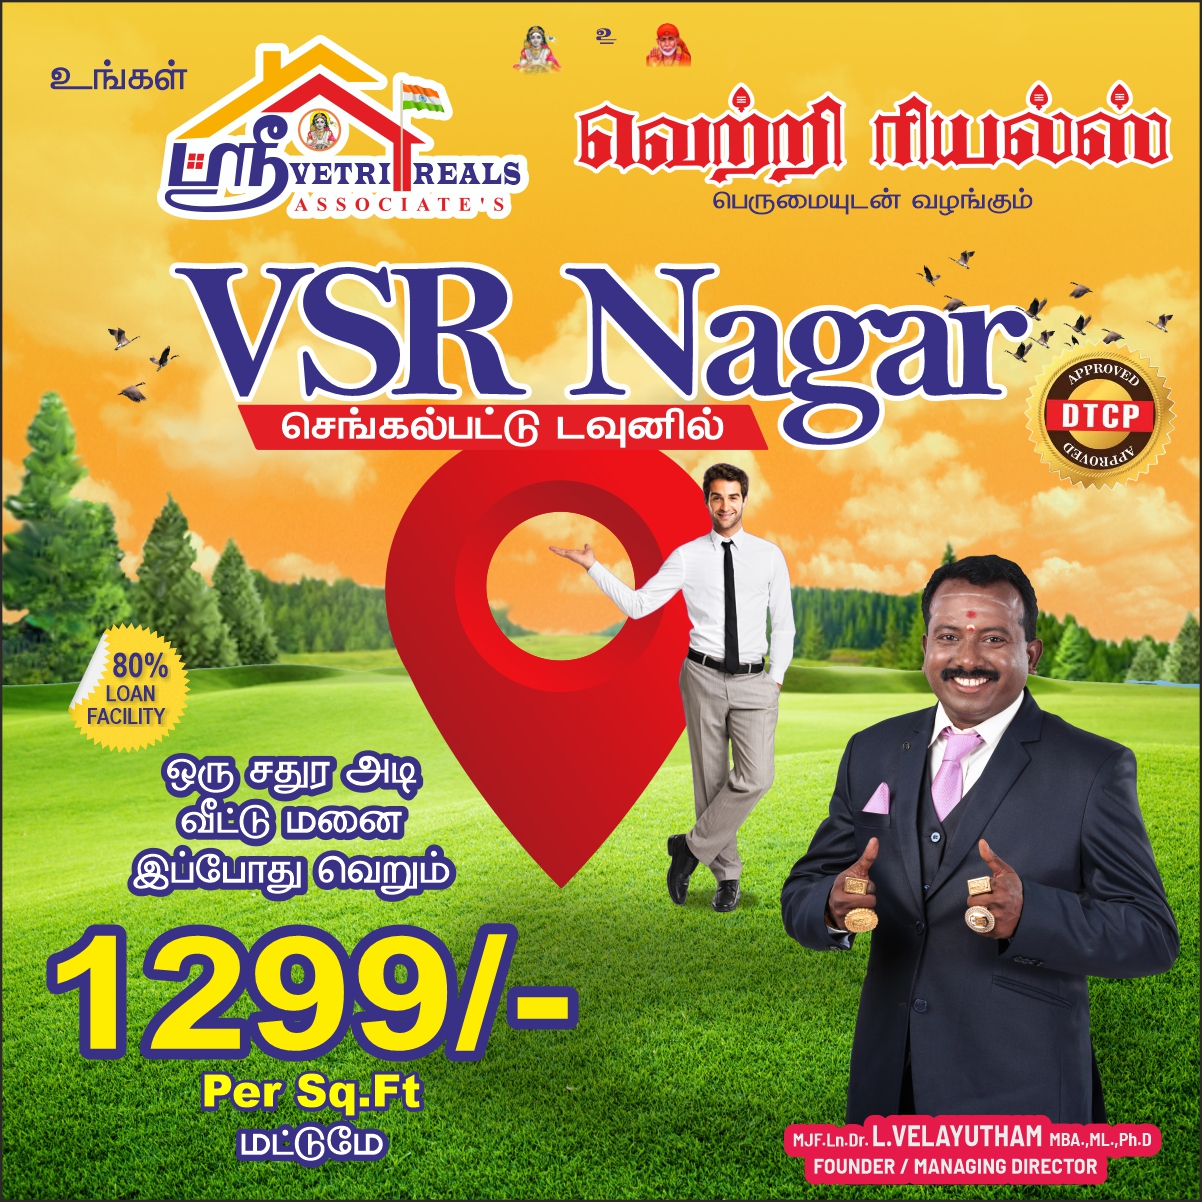 உ
உங்கள்
ஸ்ரீ VETRI REALS
ASSOCIATE'S
வெற்றி ரியல்ஸ்
பெருமையுடன் வழங்கும்
VSR Nagar
செங்கல்பட்டு டவுனில்
APPROVED
DTCP
APPROVED
80%
LOAN
FACILITY
ஒரு சதுர அடி
வீட்டு மனை
இப்போது வெறும்
1299/-
Per Sq.Ft
மட்டுமே
MJF.Ln.Dr. L.VELAYUTHAM MBA.,ML.,Ph.D
FOUNDER / MANAGING DIRECTOR